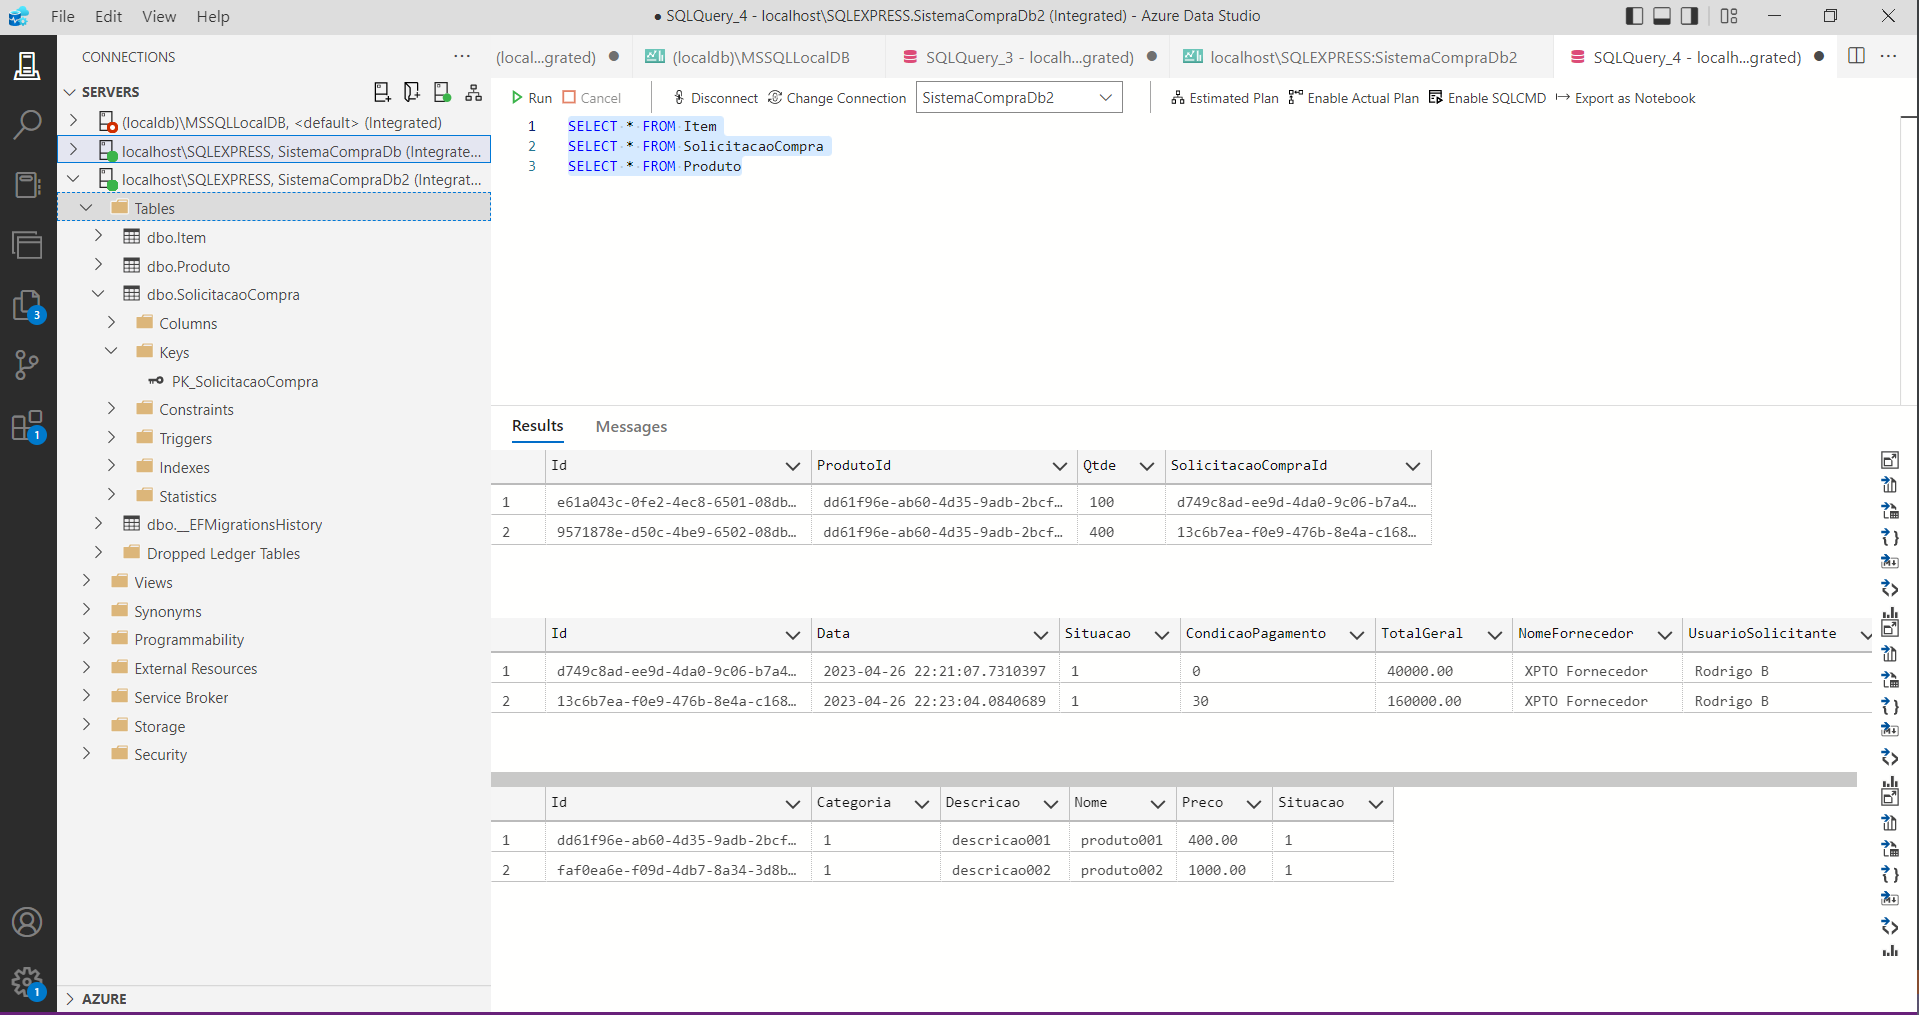 File Edit View Help
● SQLQuery_4 - localhost\SQLEXPRESS.SistemaCompraDb2 (Integrated) - Azure Data Studio
CONNECTIONS ···
SERVERS
(localdb)\MSSQLLocalDB, <default> (Integrated)
localhost\SQLEXPRESS, SistemaCompraDb (Integrate...
localhost\SQLEXPRESS, SistemaCompraDb2 (Integrat...
Tables
dbo.Item
dbo.Produto
dbo.SolicitacaoCompra
Columns
Keys
PK_SolicitacaoCompra
Constraints
Triggers
Indexes
Statistics
dbo.__EFMigrationsHistory
Dropped Ledger Tables
Views
Synonyms
Programmability
External Resources
Service Broker
Storage
Security
AZURE
3
1
1
(local...grated) ● (localdb)\MSSQLLocalDB SQLQuery_3 - localh...grated) ● localhost\SQLEXPRESS:SistemaCompraDb2 SQLQuery_4 - localh...grated) ● ···
Run Cancel Disconnect Change Connection SistemaCompraDb2 Estimated Plan Enable Actual Plan Enable SQLCMD Export as Notebook
1 SELECT * FROM Item
2 SELECT * FROM SolicitacaoCompra
3 SELECT * FROM Produto
Results Messages
Id ProdutoId Qtde SolicitacaoCompraId
1 e61a043c-0fe2-4ec8-6501-08db... dd61f96e-ab60-4d35-9adb-2bcf... 100 d749c8ad-ee9d-4da0-9c06-b7a4...
2 9571878e-d50c-4be9-6502-08db... dd61f96e-ab60-4d35-9adb-2bcf... 400 13c6b7ea-f0e9-476b-8e4a-c168...
Id Data Situacao CondicaoPagamento TotalGeral NomeFornecedor UsuarioSolicitante
1 d749c8ad-ee9d-4da0-9c06-b7a4... 2023-04-26 22:21:07.7310397 1 0 40000.00 XPTO Fornecedor Rodrigo B
2 13c6b7ea-f0e9-476b-8e4a-c168... 2023-04-26 22:23:04.0840689 1 30 160000.00 XPTO Fornecedor Rodrigo B
Id Categoria Descricao Nome Preco Situacao
1 dd61f96e-ab60-4d35-9adb-2bcf... 1 descricao001 produto001 400.00 1
2 faf0ea6e-f09d-4db7-8a34-3d8b... 1 descricao002 produto002 1000.00 1